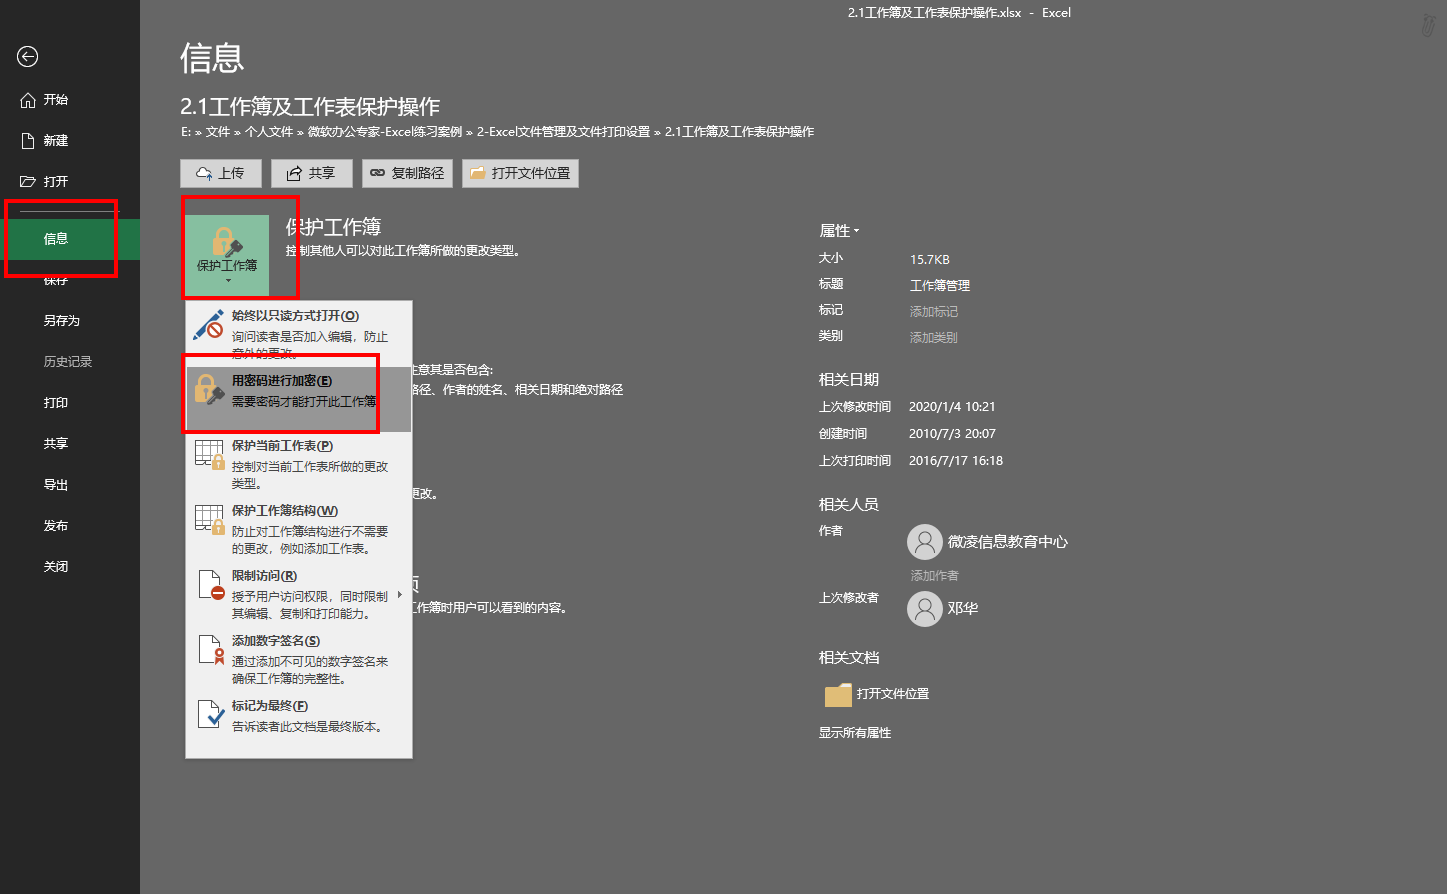 2.1工作簿及工作表保护操作.xlsx - Excel
开始
新建
打开
信息
保存
另存为
历史记录
打印
共享
导出
发布
关闭
信息
2.1工作簿及工作表保护操作
E: » 文件 » 个人文件 » 微软办公专家-Excel练习案例 » 2-Excel文件管理及文件打印设置 » 2.1工作簿及工作表保护操作
上传
共享
复制路径
打开文件位置
保护工作簿
保护工作簿
控制其他人可以对此工作簿所做的更改类型。
始终以只读方式打开(O)
询问读者是否加入编辑，防止
意外的更改。
用密码进行加密(E)
需要密码才能打开此工作簿
保护当前工作表(P)
控制对当前工作表所做的更改
类型。
保护工作簿结构(W)
防止对工作簿结构进行不需要
的更改，例如添加工作表。
限制访问(R)
授予用户访问权限，同时限制
其编辑、复制和打印能力。
添加数字签名(S)
通过添加不可见的数字签名来
确保工作簿的完整性。
标记为最终(F)
告诉读者此文档是最终版本。
意其是否包含:
路径、作者的姓名、相关日期和绝对路径
更改。
页
工作簿时用户可以看到的内容。
属性
大小 15.7KB
标题 工作簿管理
标记 添加标记
类别 添加类别
相关日期
上次修改时间 2020/1/4 10:21
创建时间 2010/7/3 20:07
上次打印时间 2016/7/17 16:18
相关人员
作者
微凌信息教育中心
添加作者
上次修改者
邓华
相关文档
打开文件位置
显示所有属性